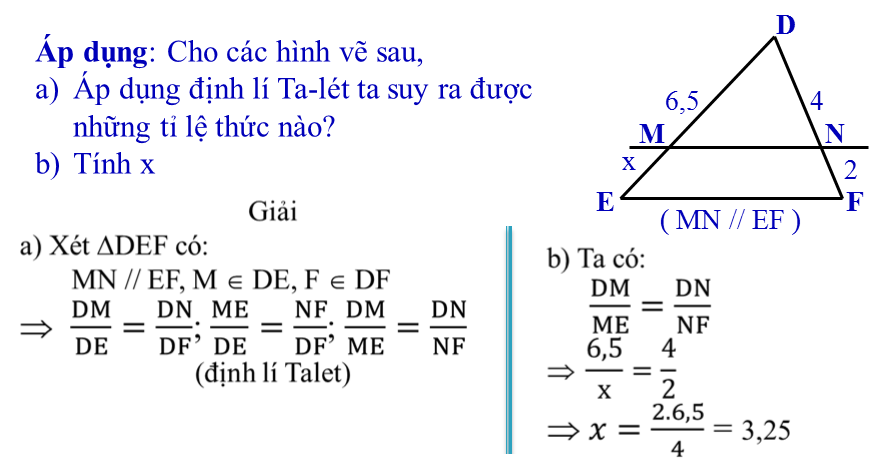 Áp dụng: Cho các hình vẽ sau,
a) Áp dụng định lí Ta-lét ta suy ra được
những tỉ lệ thức nào?
b) Tính x
D
6,5
4
M
N
x
2
E
F
( MN // EF )
Giải
a) Xét ΔDEF có:
MN // EF, M ∈ DE, F ∈ DF
⇒ DM/DE = DN/DF; ME/DE = NF/DF; DM/ME = DN/NF
(định lí Talet)
b) Ta có:
DM/ME = DN/NF
⇒ 6,5/x = 4/2
⇒ x = 2.6,5/4 = 3,25